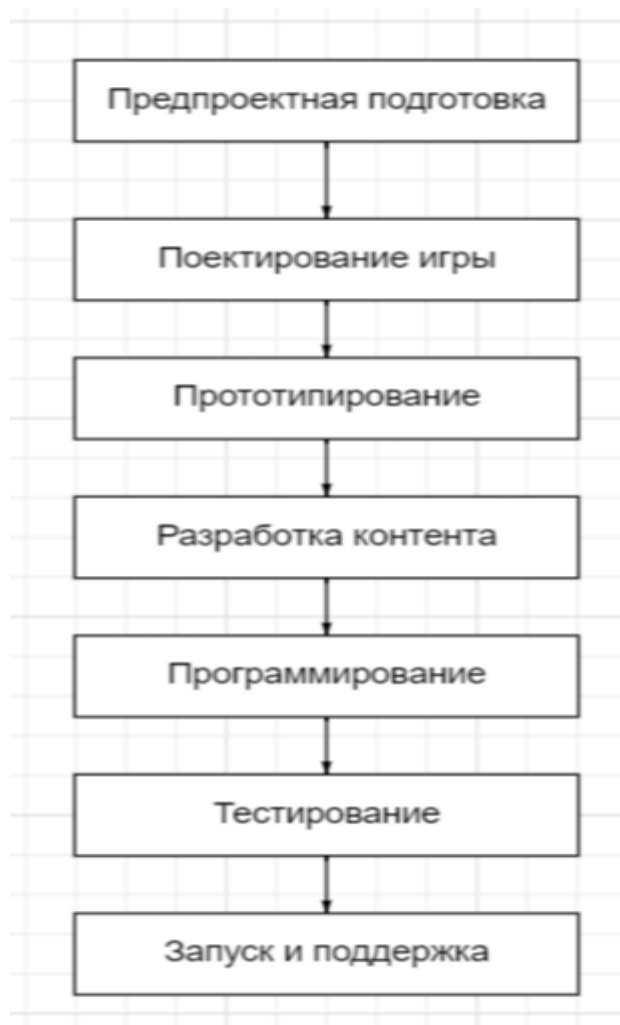 Предпроектная подготовка
Поектирование игры
Прототипирование
Разработка контента
Программирование
Тестирование
Запуск и поддержка